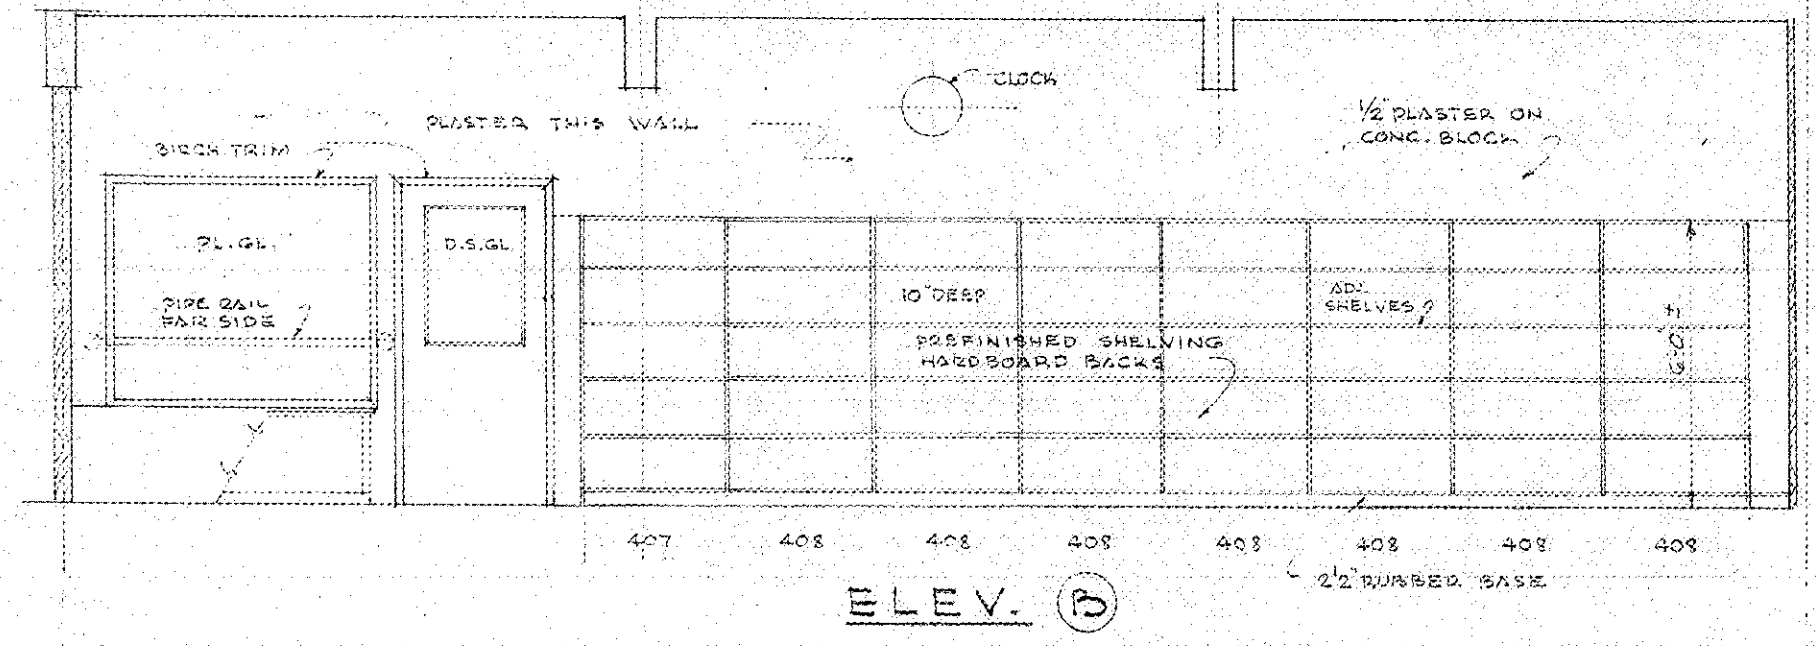 CLOCK
PLASTER THIS WALL
1/2" PLASTER ON
CONC. BLOCK
BIRCH TRIM
PL. GL.
D.S.GL.
PIPE RAIL
FAR SIDE
10" DEEP
ADJ.
SHELVES
PREFINISHED SHELVING
HARDBOARD BACKS
6'-0"±
407 408 408 408 408 408 408 408
2 1/2" RUBBER BASE
ELEV. B